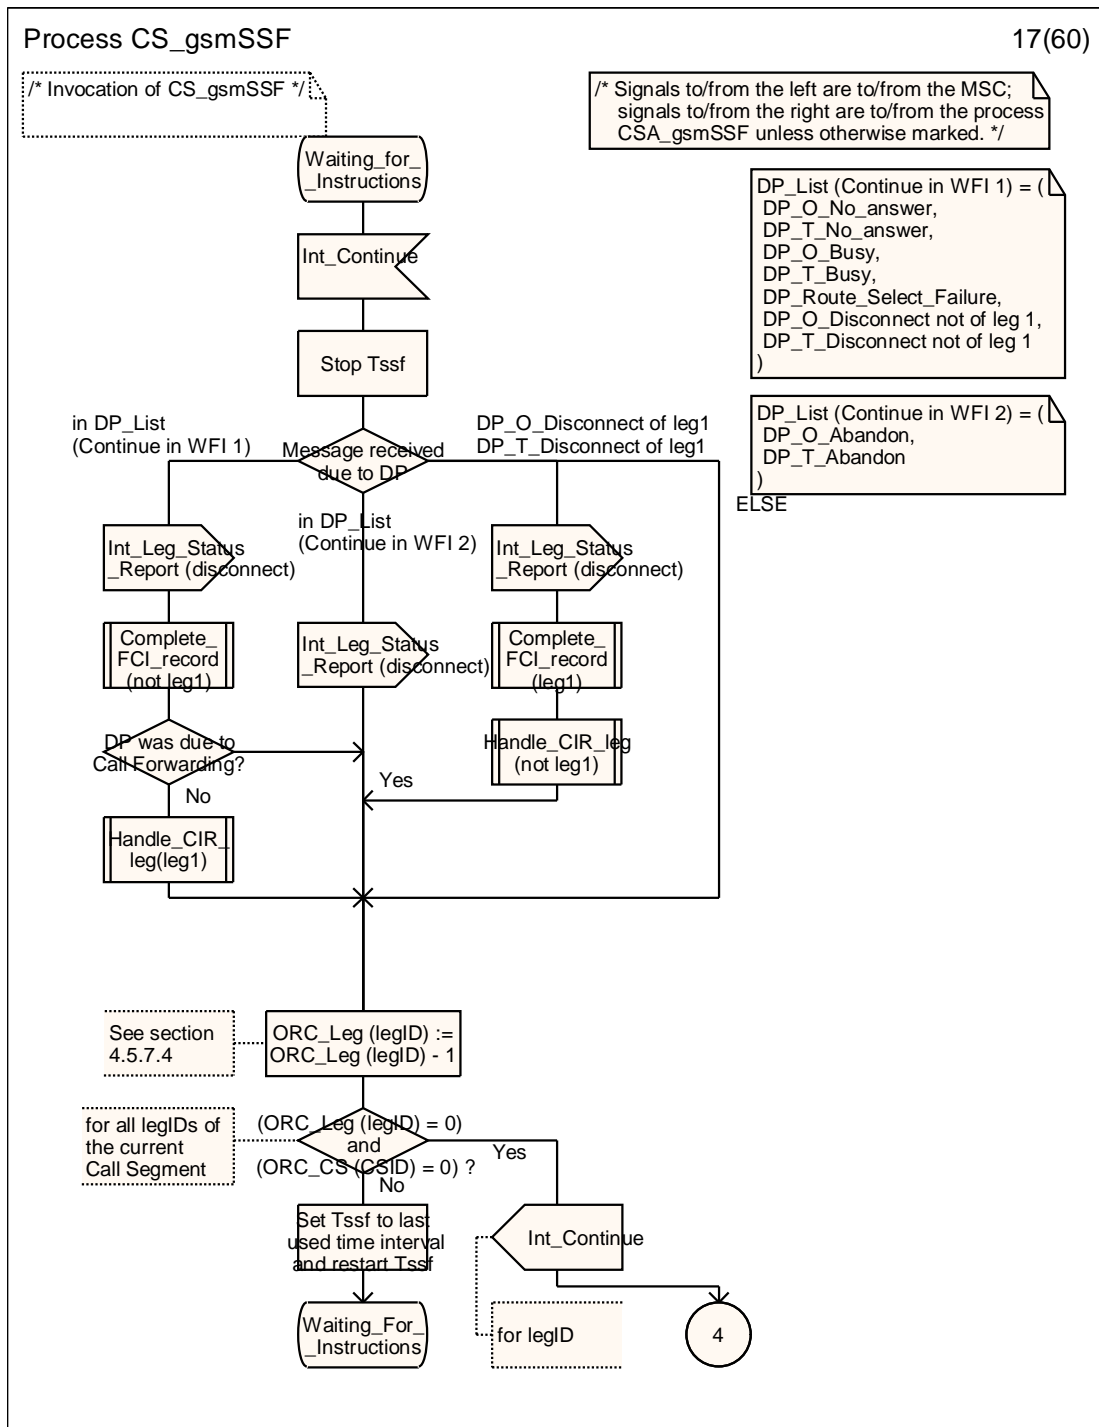 Process CS_gsmSSF
17(60)
/* Invocation of CS_gsmSSF */
/* Signals to/from the left are to/from the MSC;
signals to/from the right are to/from the process
CSA_gsmSSF unless otherwise marked. */
Waiting_for_
_Instructions
DP_List (Continue in WFI 1) = (
DP_O_No_answer,
DP_T_No_answer,
DP_O_Busy,
DP_T_Busy,
DP_Route_Select_Failure,
DP_O_Disconnect not of leg 1,
DP_T_Disconnect not of leg 1
)
Int_Continue
Stop Tssf
DP_List (Continue in WFI 2) = (
DP_O_Abandon,
DP_T_Abandon
)
in DP_List
(Continue in WFI 1)
Message received
due to DP
DP_O_Disconnect of leg1
DP_T_Disconnect of leg1
ELSE
in DP_List
(Continue in WFI 2)
Int_Leg_Status
_Report (disconnect)
Int_Leg_Status
_Report (disconnect)
Complete_
FCI_record
(not leg1)
Int_Leg_Status
_Report (disconnect)
Complete_
FCI_record
(leg1)
DP was due to
Call Forwarding?
Handle_CIR_leg
(not leg1)
Yes
No
Handle_CIR_
leg(leg1)
See section
4.5.7.4
ORC_Leg (legID) :=
ORC_Leg (legID) - 1
for all legIDs of
the current
Call Segment
(ORC_Leg (legID) = 0)
and
(ORC_CS (CSID) = 0) ?
Yes
No
Set Tssf to last
used time interval
and restart Tssf
Int_Continue
Waiting_For_
_Instructions
for legID
4